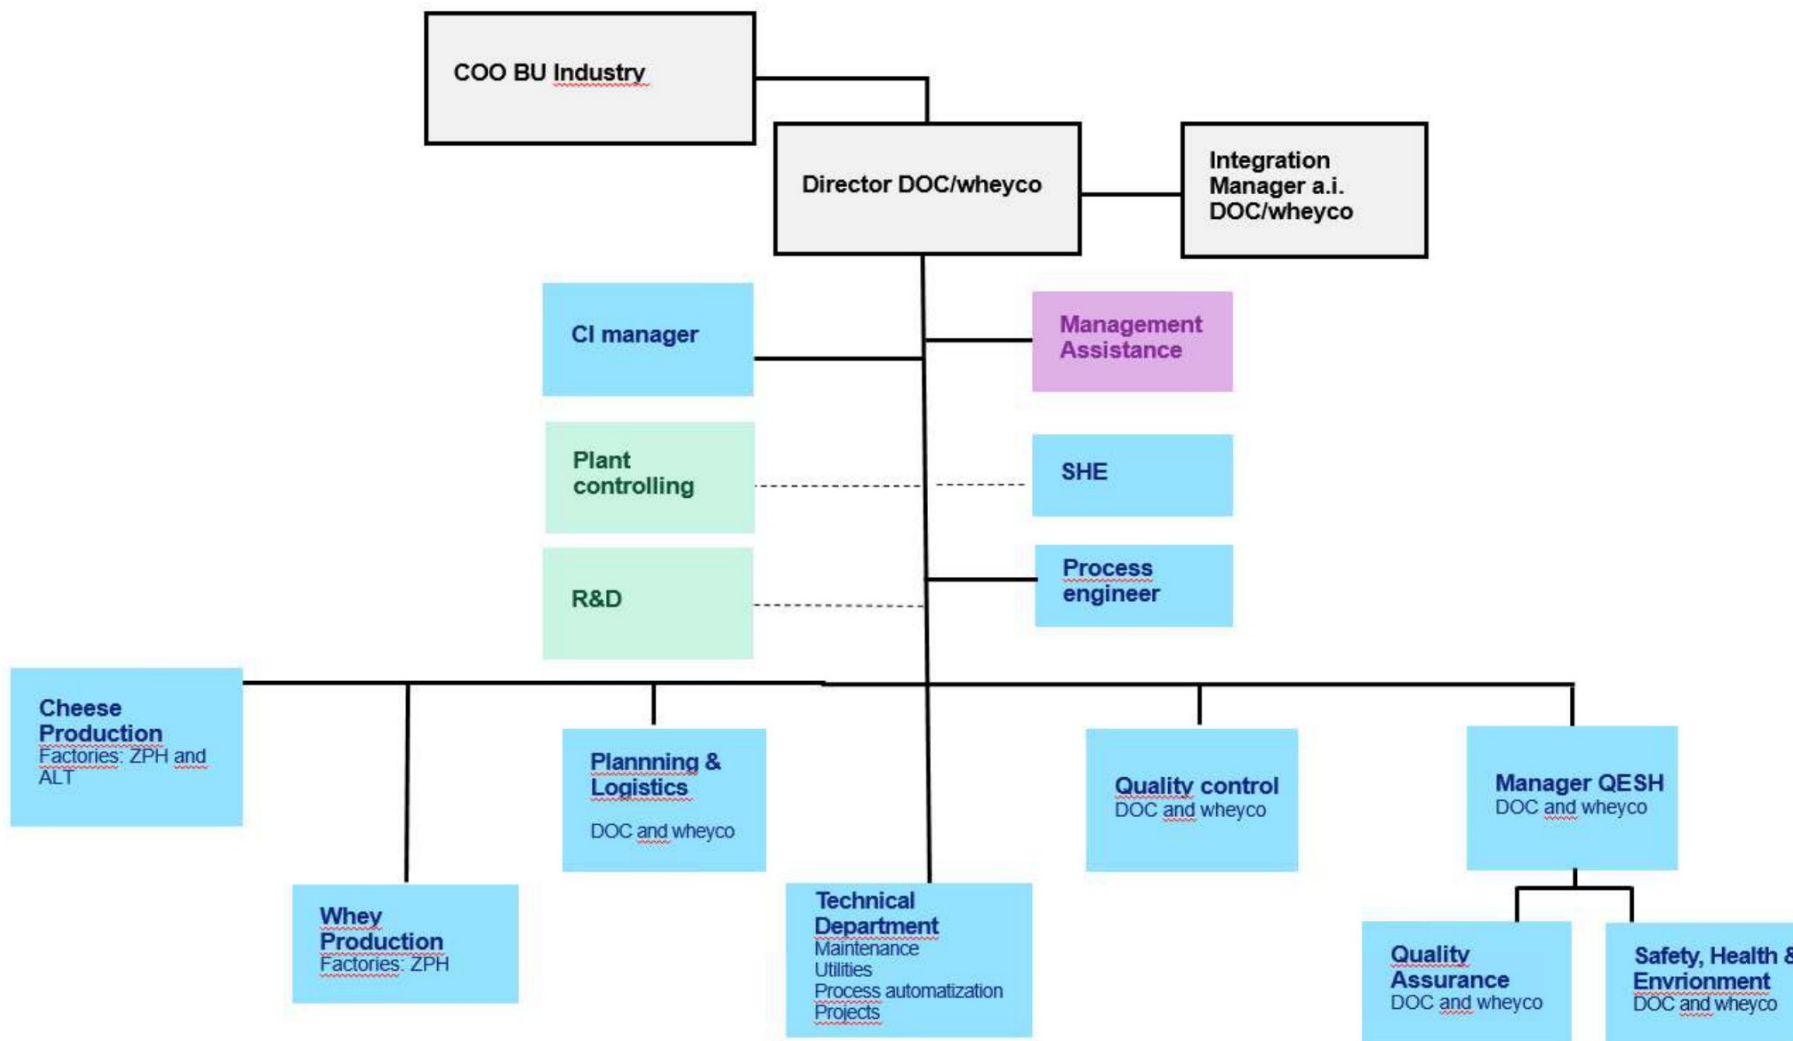 COO BU Industry
Director DOC/wheyco
Integration
Manager a.i.
DOC/wheyco
CI manager
Management
Assistance
Plant
controlling
SHE
R&D
Process
engineer
Cheese
Production
Factories: ZPH and
ALT
Whey
Production
Factories: ZPH
Plannning &
Logistics
DOC and wheyco
Technical
Department
Maintenance
Utilities
Process automatization
Projects
Quality control
DOC and wheyco
Manager QESH
DOC and wheyco
Quality
Assurance
DOC and wheyco
Safety, Health &
Envrionment
DOC and wheyco